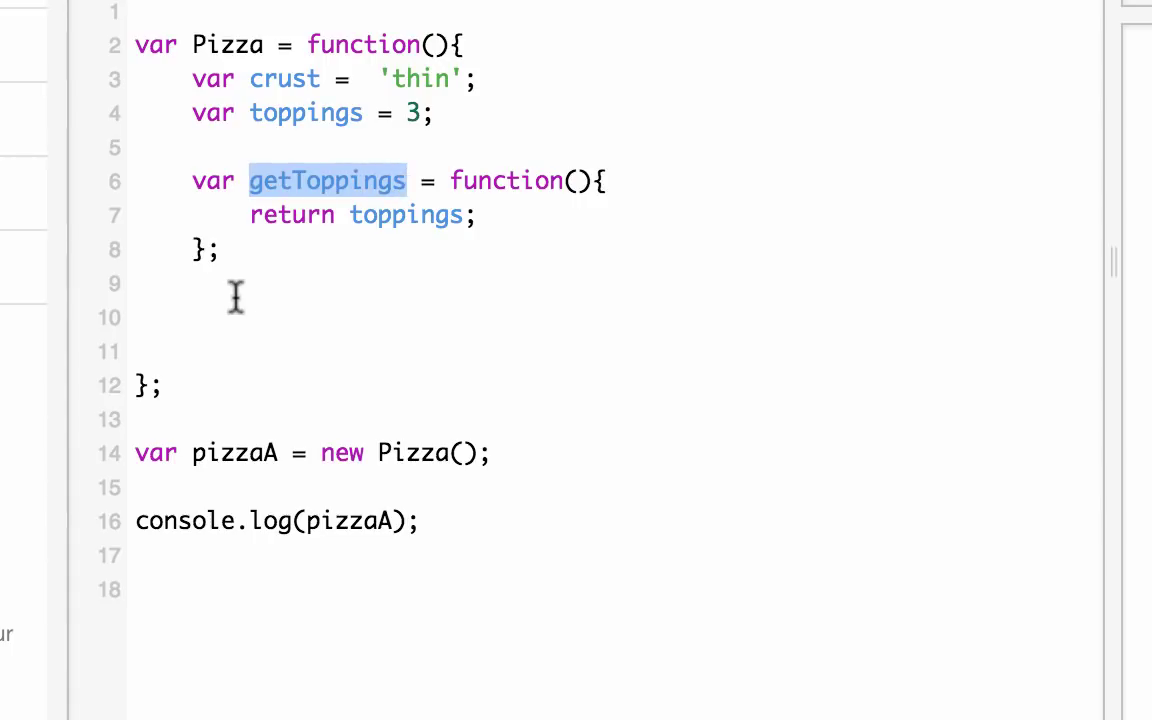 1
2 var Pizza = function(){
3     var crust =  'thin';
4     var toppings = 3;
5
6     var getToppings = function(){
7         return toppings;
8     };
9
10
11
12 };
13
14 var pizzaA = new Pizza();
15
16 console.log(pizzaA);
17
18
ur